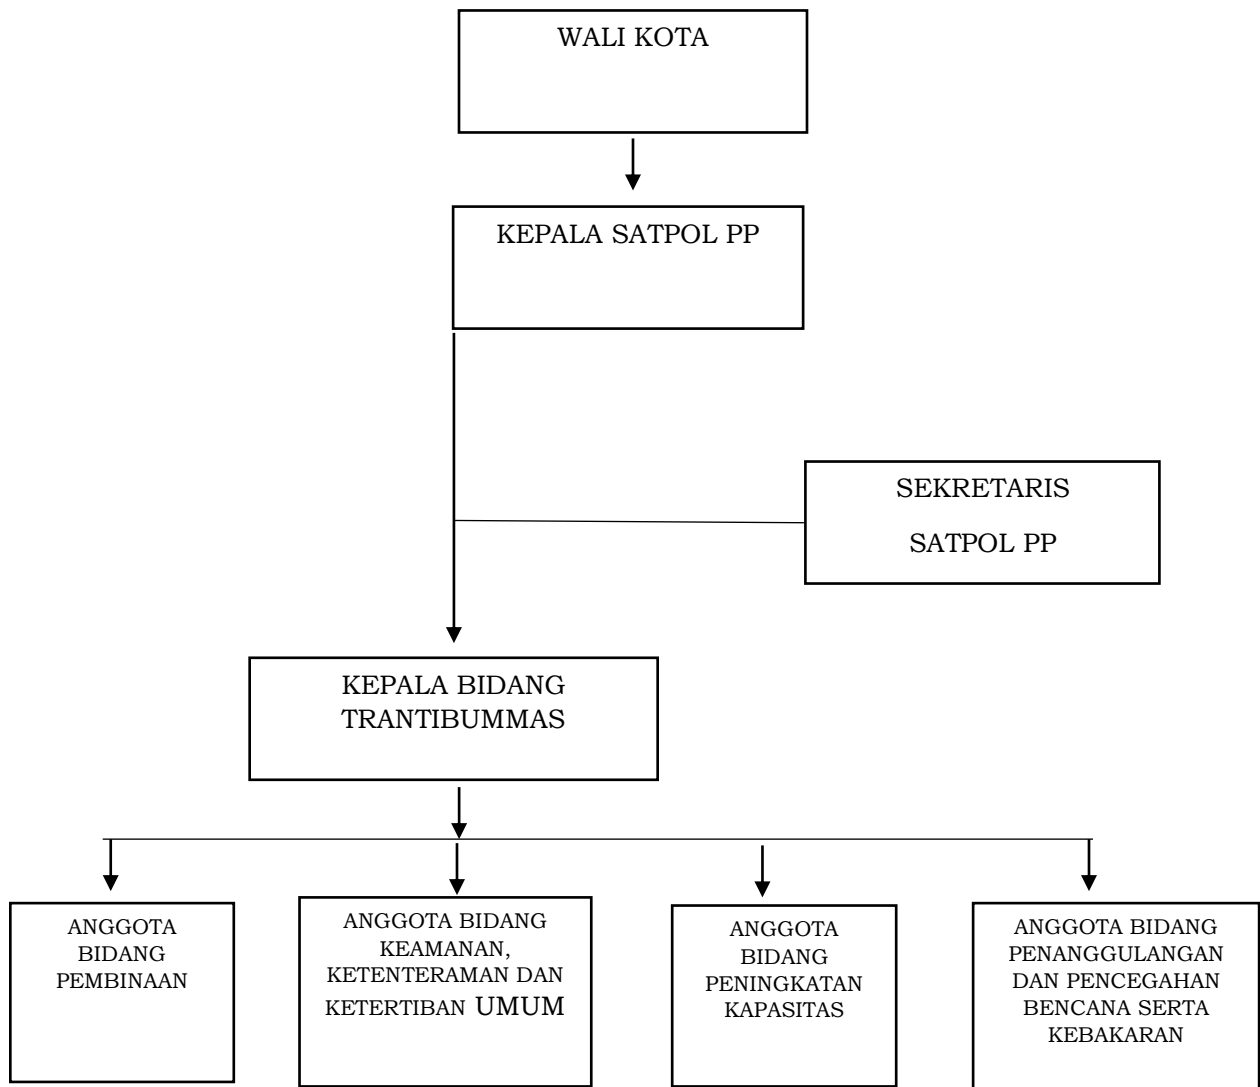 WALI KOTA
KEPALA SATPOL PP
SEKRETARIS
SATPOL PP
KEPALA BIDANG
TRANTIBUMMAS
ANGGOTA
BIDANG
PEMBINAAN
ANGGOTA BIDANG
KEAMANAN,
KETENTERAMAN DAN
KETERTIBAN UMUM
ANGGOTA
BIDANG
PENINGKATAN
KAPASITAS
ANGGOTA BIDANG
PENANGGULANGAN
DAN PENCEGAHAN
BENCANA SERTA
KEBAKARAN